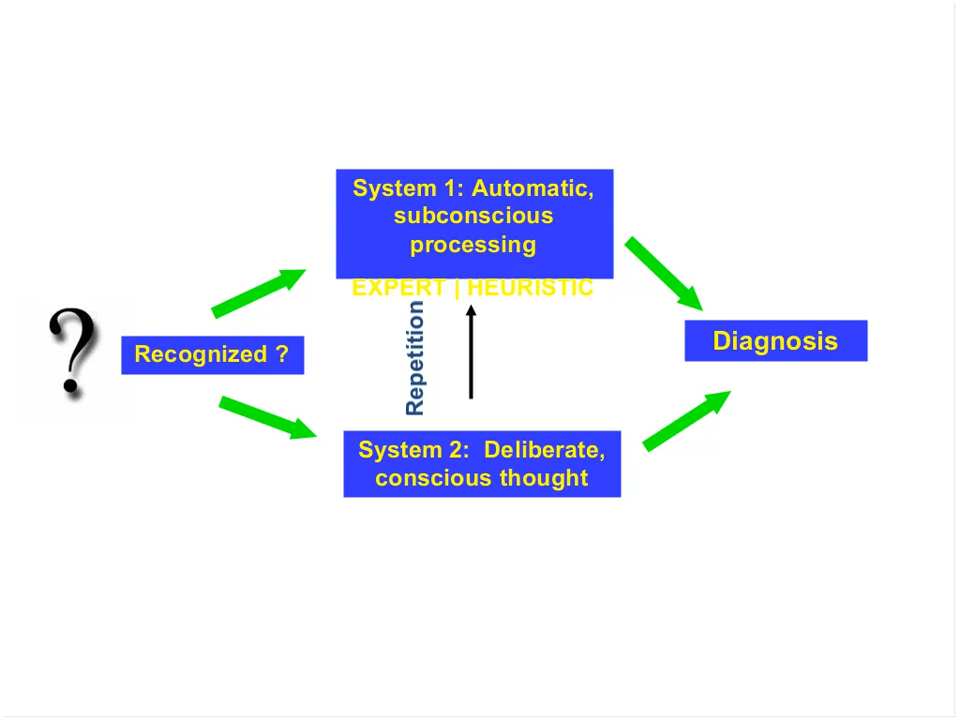 System 1: Automatic,
subconscious
processing
EXPERT | HEURISTIC
?
Recognized ?
Repetition
Diagnosis
System 2:  Deliberate,
conscious thought